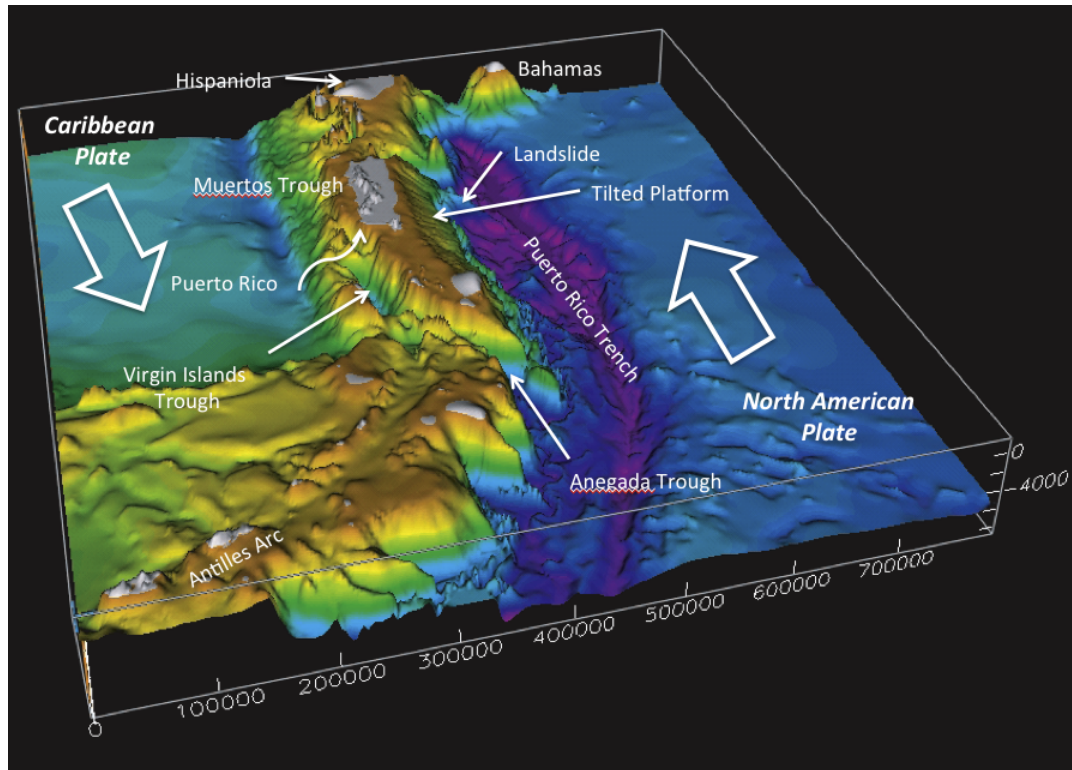 Hispaniola
Bahamas
Caribbean
Plate
Landslide
Muertos Trough
Tilted Platform
Puerto Rico
Puerto Rico Trench
Virgin Islands
Trough
North American
Plate
Anegada Trough
Antilles Arc
0
-4000
0
100000
200000
300000
400000
500000
600000
700000